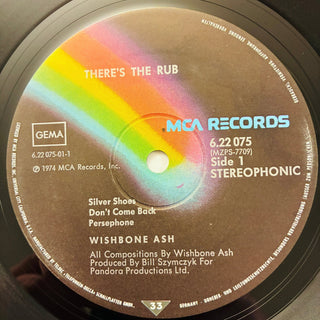 THERE'S THE RUB
MCA RECORDS
GEMA
6.22 075
(MZPS-7709)
6.22 075-01-1
Side 1
STEREOPHONIC
℗ 1974 MCA Records, Inc.
Silver Shoes
Don't Come Back
Persephone
WISHBONE ASH
All Compositions By Wishbone Ash
Produced by Bill Szymczyk For
Pandora Productions Ltd.
33